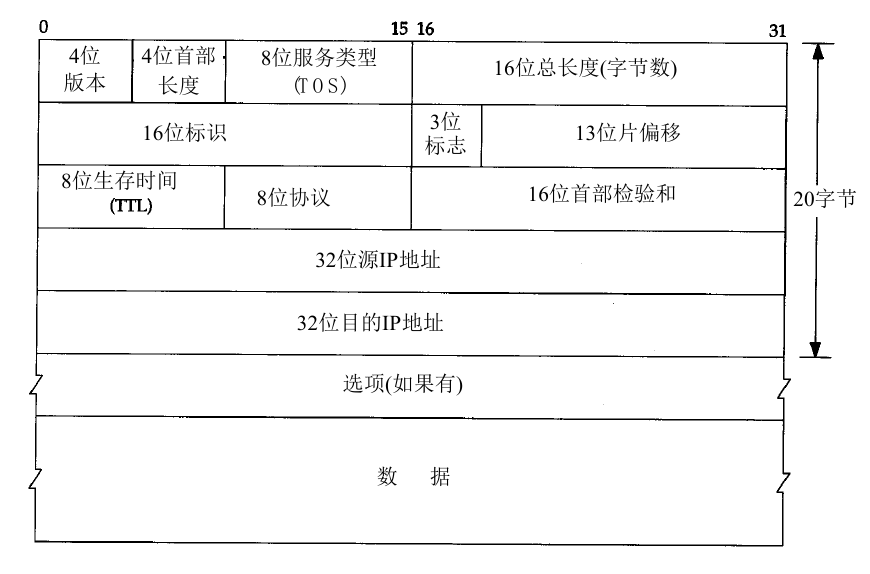 0 15 16 31
4位
版本
4位首部
长度
8位服务类型
(TOS)
16位总长度(字节数)
16位标识
3位
标志
13位片偏移
8位生存时间
(TTL)
8位协议
16位首部检验和
20字节
32位源IP地址
32位目的IP地址
选项(如果有)
数 据